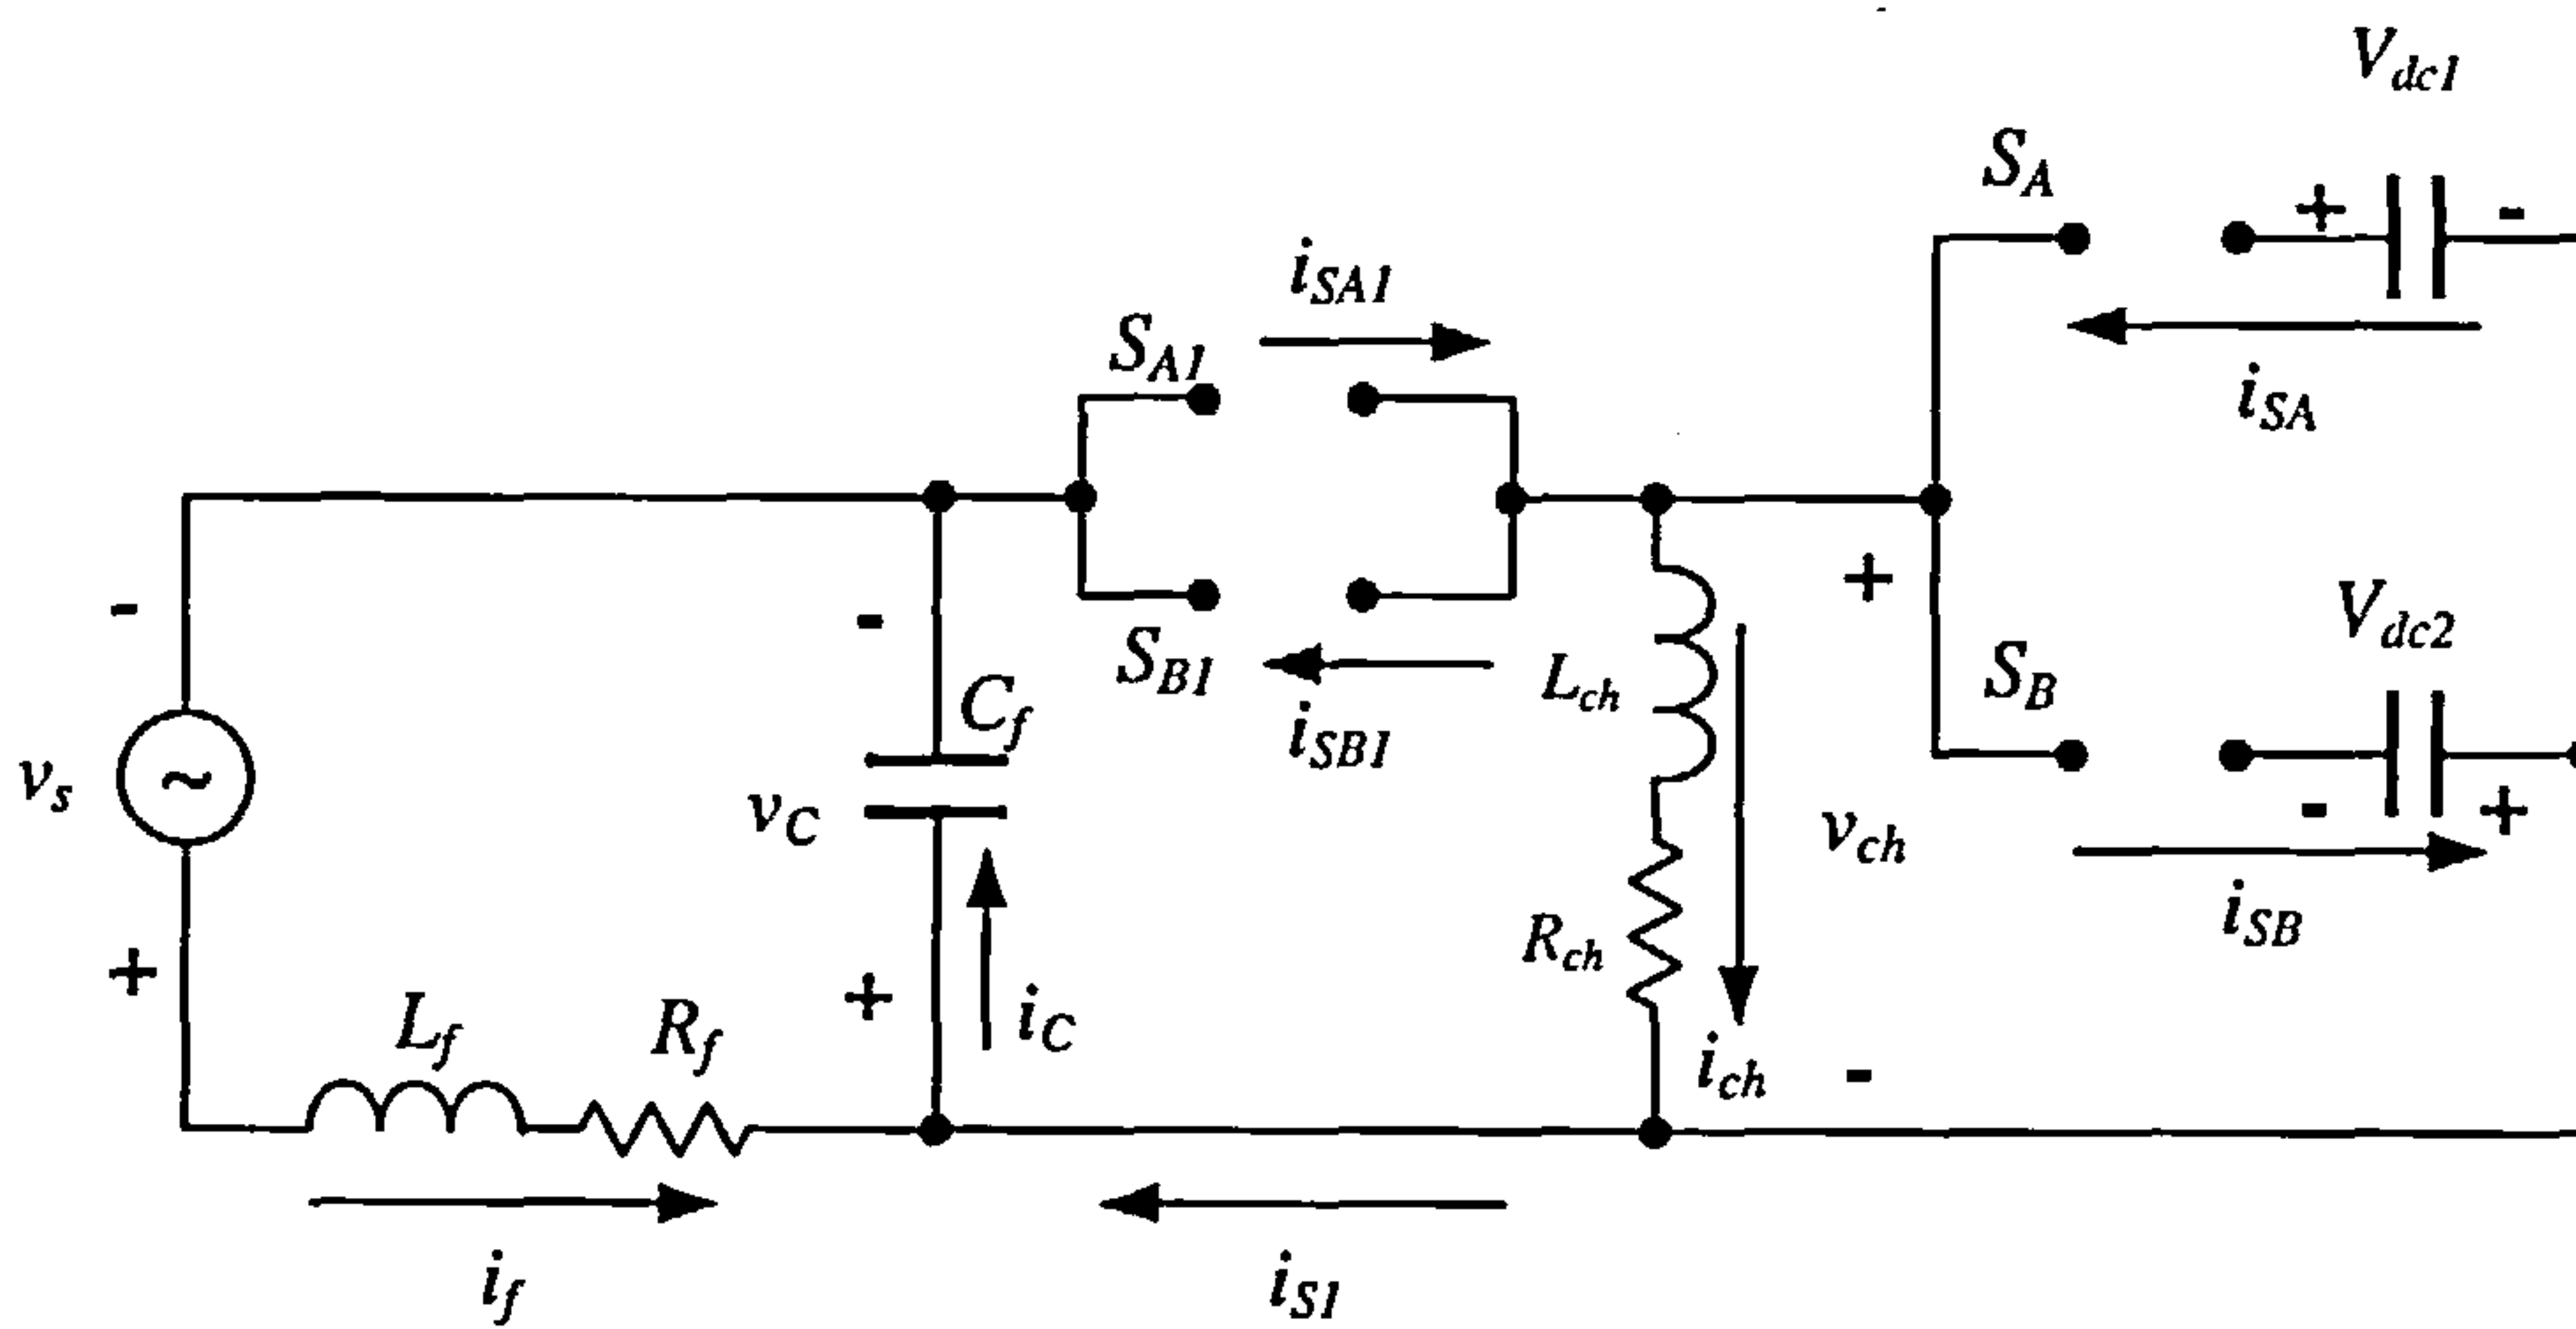 V_dc1
S_A
+
-
i_SA1
S_A1
i_SA
-
-
+
V_dc2
S_B1
S_B
C_f
L_ch
i_SB1
v_s
v_C
v_ch
-
+
i_SB
R_ch
+
+
L_f
R_f
i_C
i_ch
-
i_f
i_S1